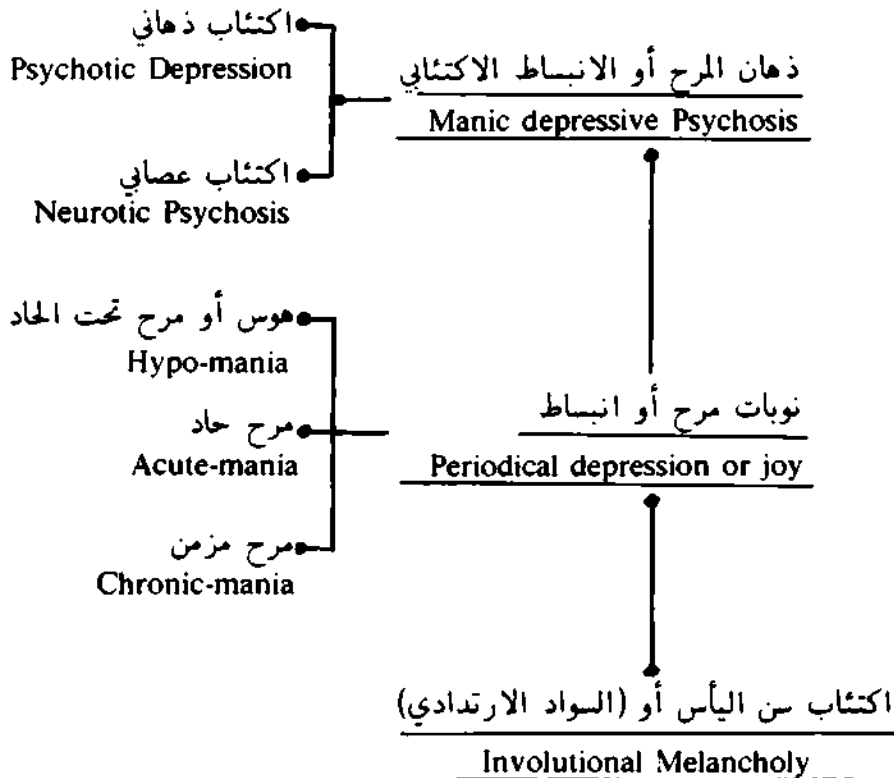 ذهان المرح أو الانبساط الاكتئابي
Manic depressive Psychosis
اكتئاب ذهاني
Psychotic Depression
اكتئاب عصابي
Neurotic Psychosis
نوبات مرح أو انبساط
Periodical depression or joy
هوس أو مرح تحت الحاد
Hypo-mania
مرح حاد
Acute-mania
مرح مزمن
Chronic-mania
اكتئاب سن اليأس أو (السواد الارتدادي)
Involutional Melancholy